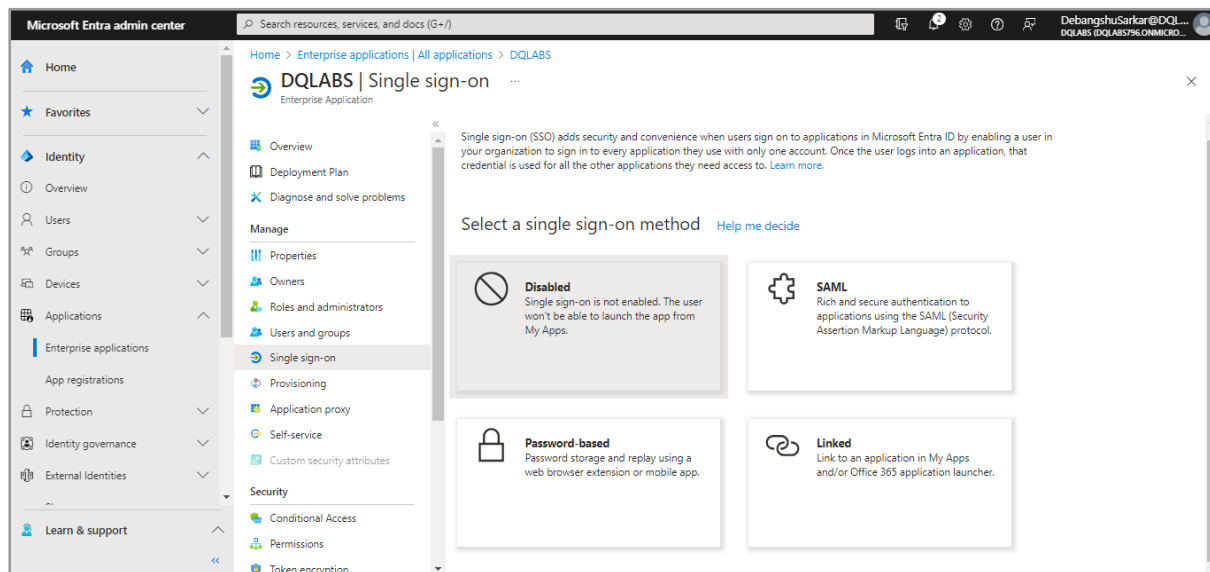 Microsoft Entra admin center
Search resources, services, and docs (G+/)
2
DebangshuSarkar@DQL...
DQLABS (DQLABS796.ONMICRO...
Home
Favorites
Identity
Overview
Users
Groups
Devices
Applications
Enterprise applications
App registrations
Protection
Identity governance
External Identities
Learn & support
Home > Enterprise applications | All applications > DQLABS
DQLABS | Single sign-on ...
Enterprise Application
Overview
Deployment Plan
Diagnose and solve problems
Manage
Properties
Owners
Roles and administrators
Users and groups
Single sign-on
Provisioning
Application proxy
Self-service
Custom security attributes
Security
Conditional Access
Permissions
Token encryption
Single sign-on (SSO) adds security and convenience when users sign on to applications in Microsoft Entra ID by enabling a user in
your organization to sign in to every application they use with only one account. Once the user logs into an application, that
credential is used for all the other applications they need access to. Learn more.
Select a single sign-on method Help me decide
Disabled
Single sign-on is not enabled. The user
won't be able to launch the app from
My Apps.
SAML
Rich and secure authentication to
applications using the SAML (Security
Assertion Markup Language) protocol.
Password-based
Password storage and replay using a
web browser extension or mobile app.
Linked
Link to an application in My Apps
and/or Office 365 application launcher.